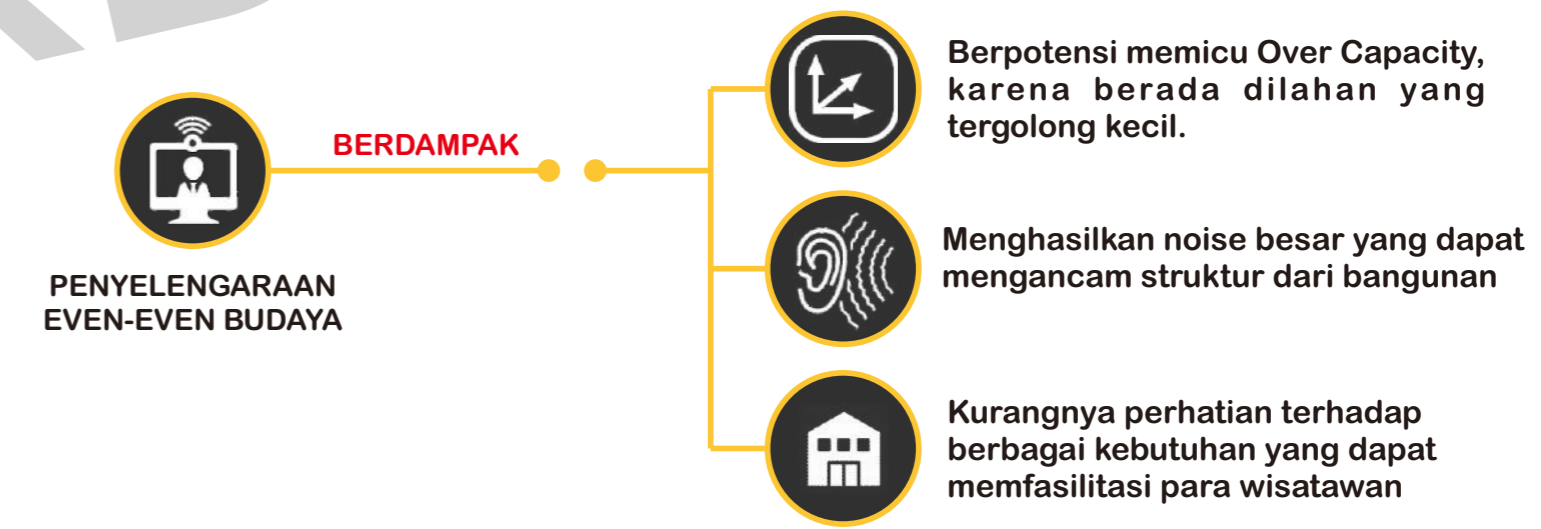 BERDAMPAK
PENYELENGARAAN
EVEN-EVEN BUDAYA
Berpotensi memicu Over Capacity,
karena berada dilahan yang
tergolong kecil.
Menghasilkan noise besar yang dapat
mengancam struktur dari bangunan
Kurangnya perhatian terhadap
berbagai kebutuhan yang dapat
memfasilitasi para wisatawan